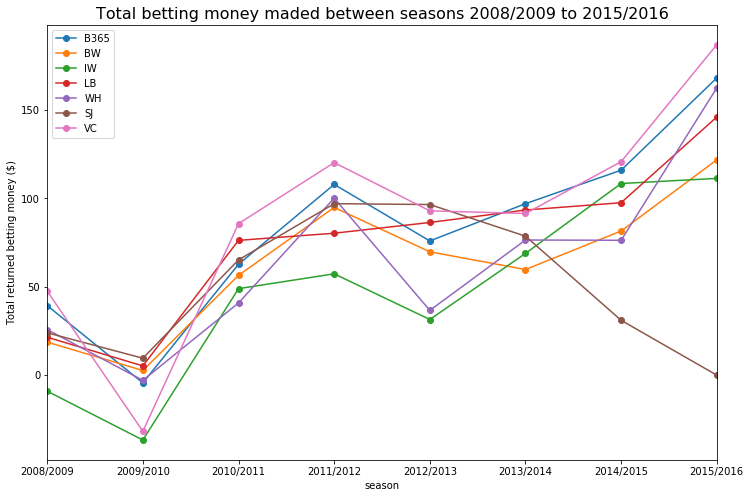 Total betting money maded between seasons 2008/2009 to 2015/2016
B365
BW
IW
LB
WH
SJ
VC
Total returned betting money ($)
150
100
50
0
2008/2009 2009/2010 2010/2011 2011/2012 2012/2013 2013/2014 2014/2015 2015/2016
season